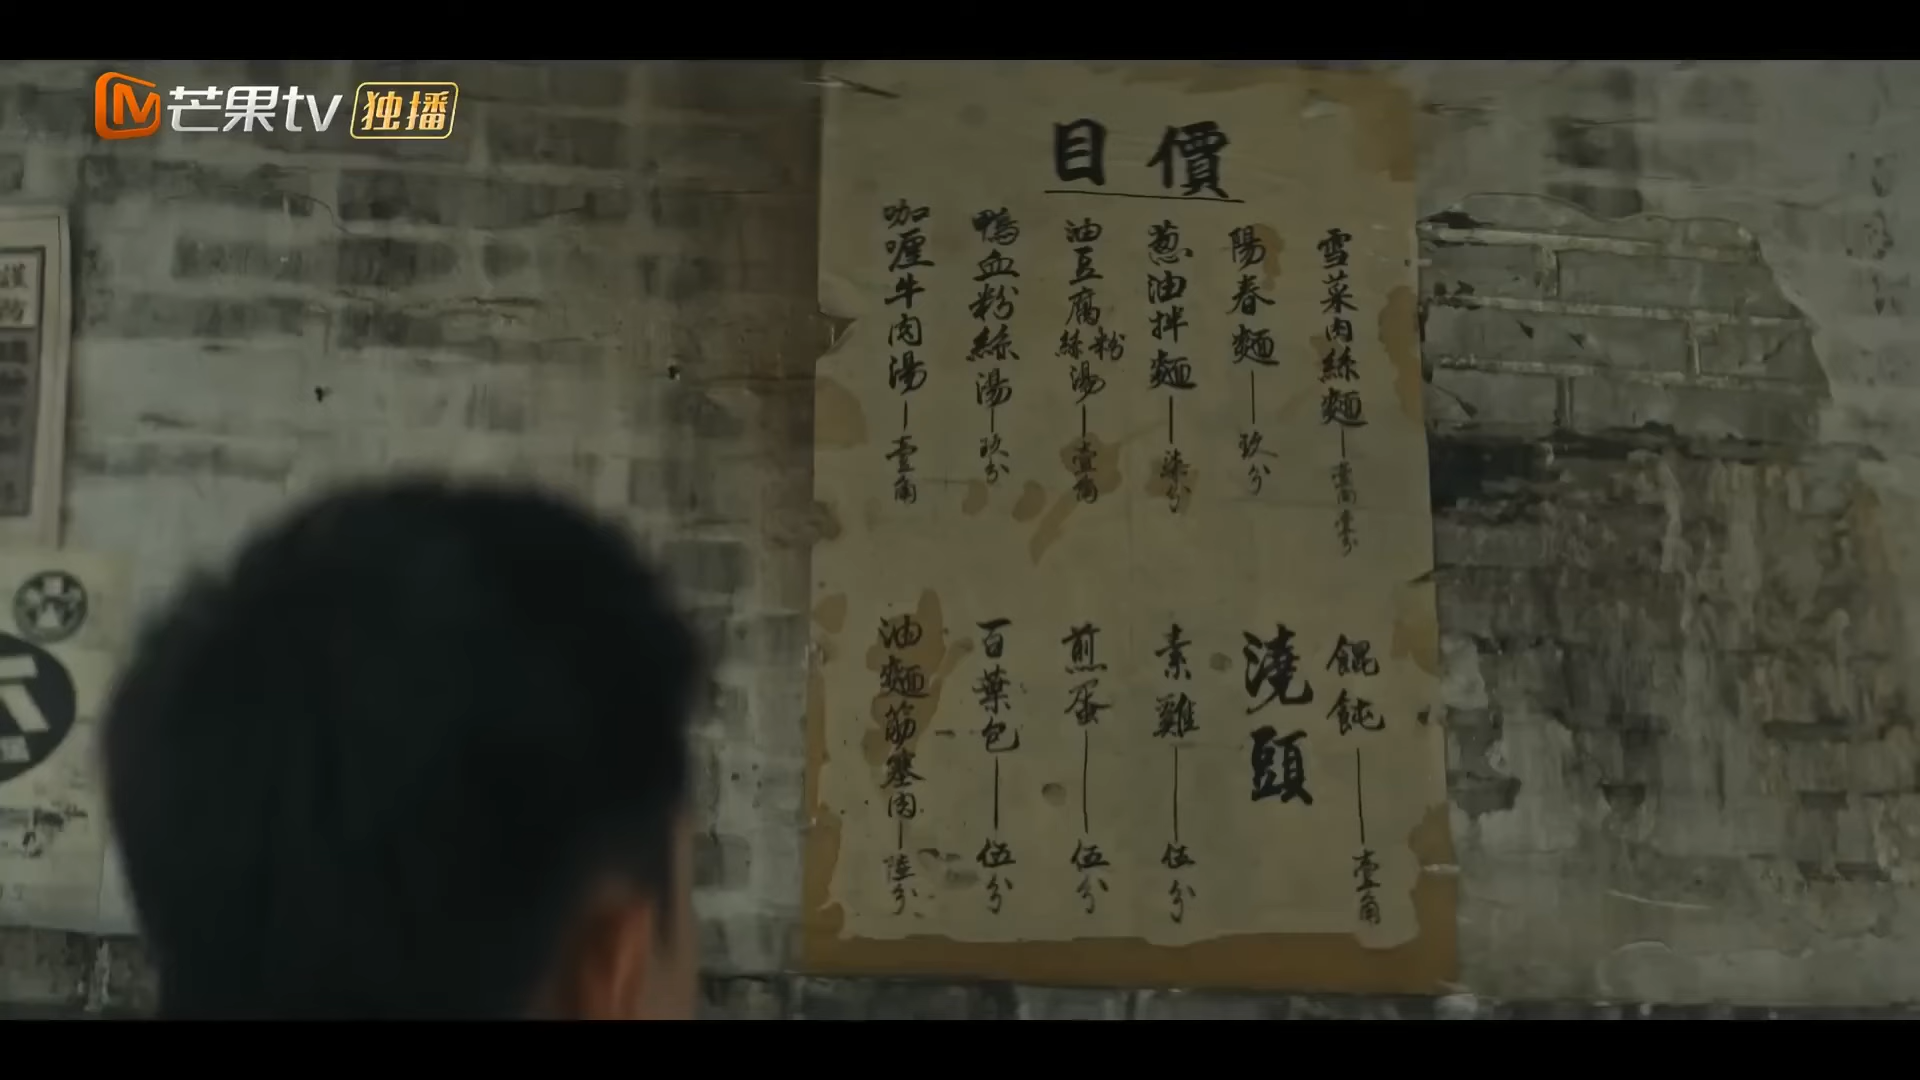 芒果tv 独播
價目
雪菜肉絲麵—壹角壹分
陽春麵—玖分
葱油拌麵—柒分
油豆腐粉絲湯—壹角
鴨血粉絲湯—玖分
咖喱牛肉湯—壹角
餛飩—壹角
澆頭
素雞—伍分
煎蛋—伍分
百葉包—伍分
油麵筋塞肉—陸分